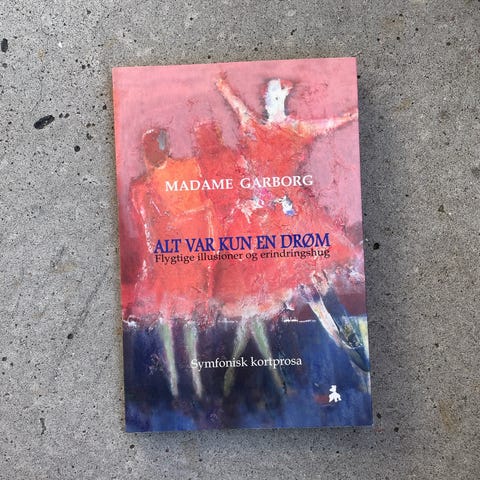 MADAME GARBORG
ALT VAR KUN EN DRØM
Flygtige illusioner og erindringshug
Symfonisk kortprosa